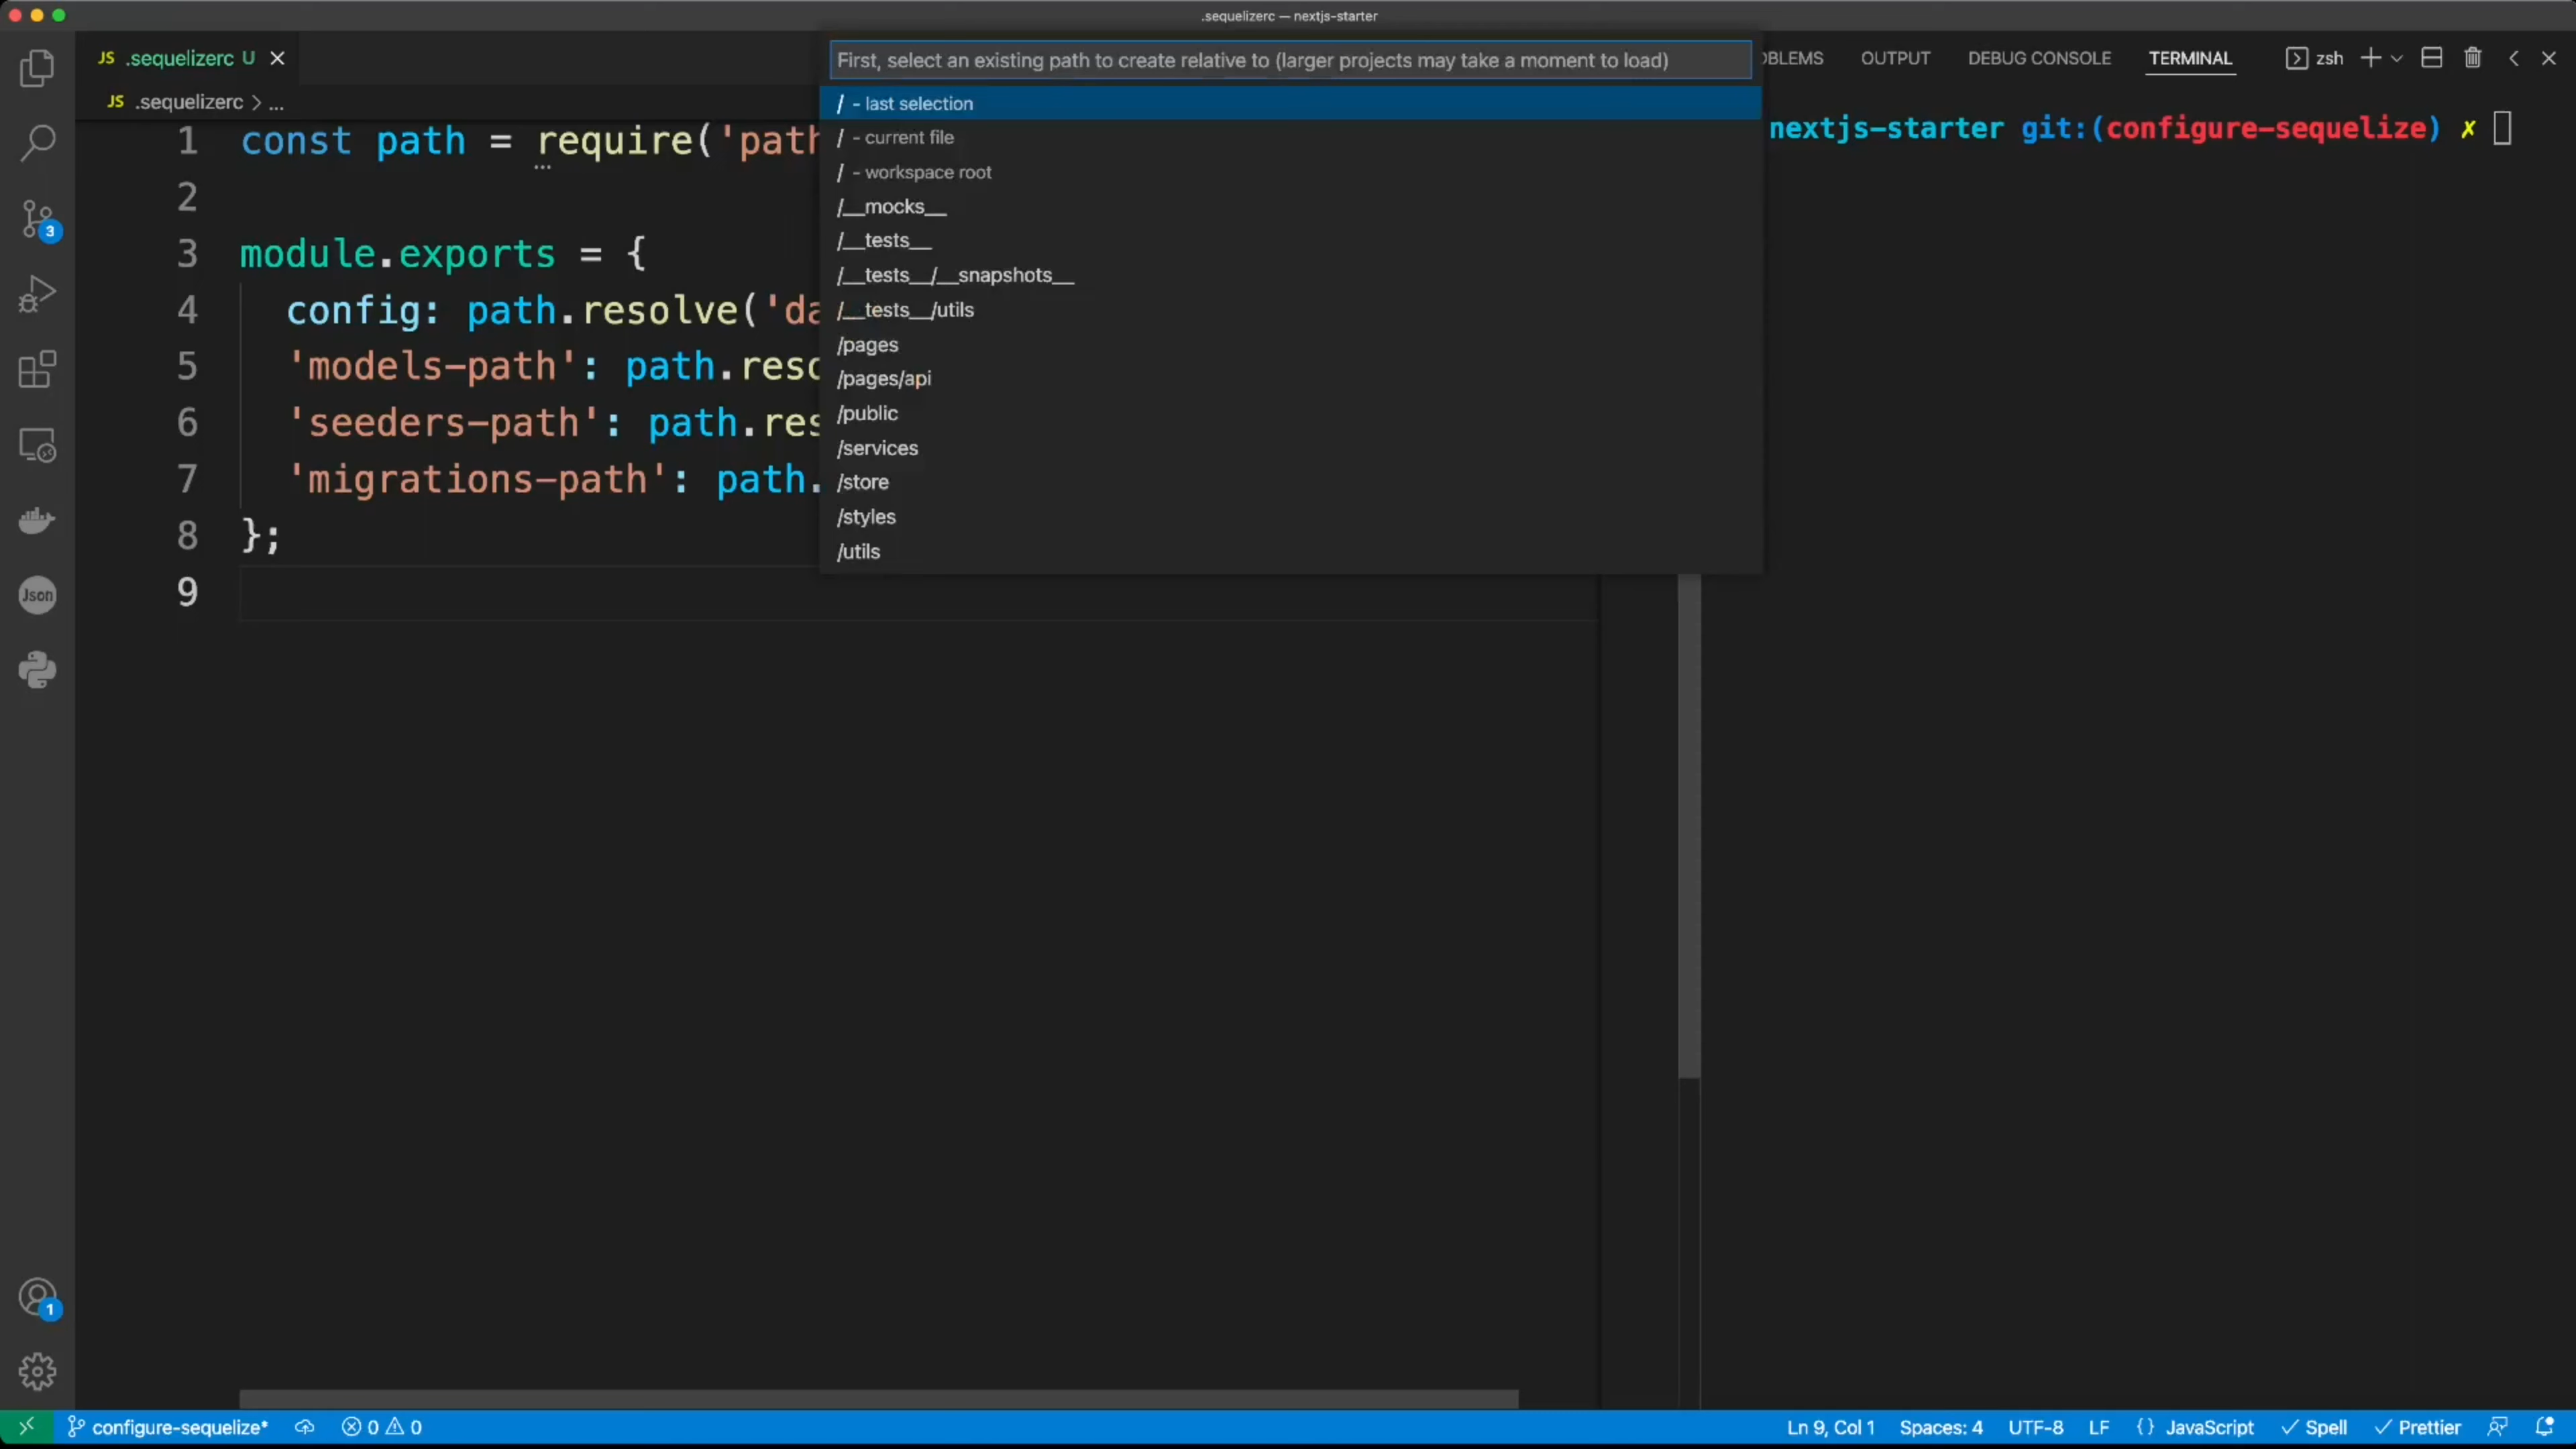 .sequelizerc — nextjs-starter
JS .sequelizerc U
JS .sequelizerc > ...
1 const path = require('path
2
3 module.exports = {
4 config: path.resolve('da
5 'models-path': path.reso
6 'seeders-path': path.res
7 'migrations-path': path.
8 };
9
First, select an existing path to create relative to (larger projects may take a moment to load)
/ - last selection
/ - current file
/ - workspace root
/__mocks__
/__tests__
/__tests__/__snapshots__
/__tests__/utils
/pages
/pages/api
/public
/services
/store
/styles
/utils
OBLEMS OUTPUT DEBUG CONSOLE TERMINAL zsh
nextjs-starter git:(configure-sequelize) ✗
3
Json
1
configure-sequelize* 0 0
Ln 9, Col 1 Spaces: 4 UTF-8 LF {} JavaScript ✓ Spell ✓ Prettier